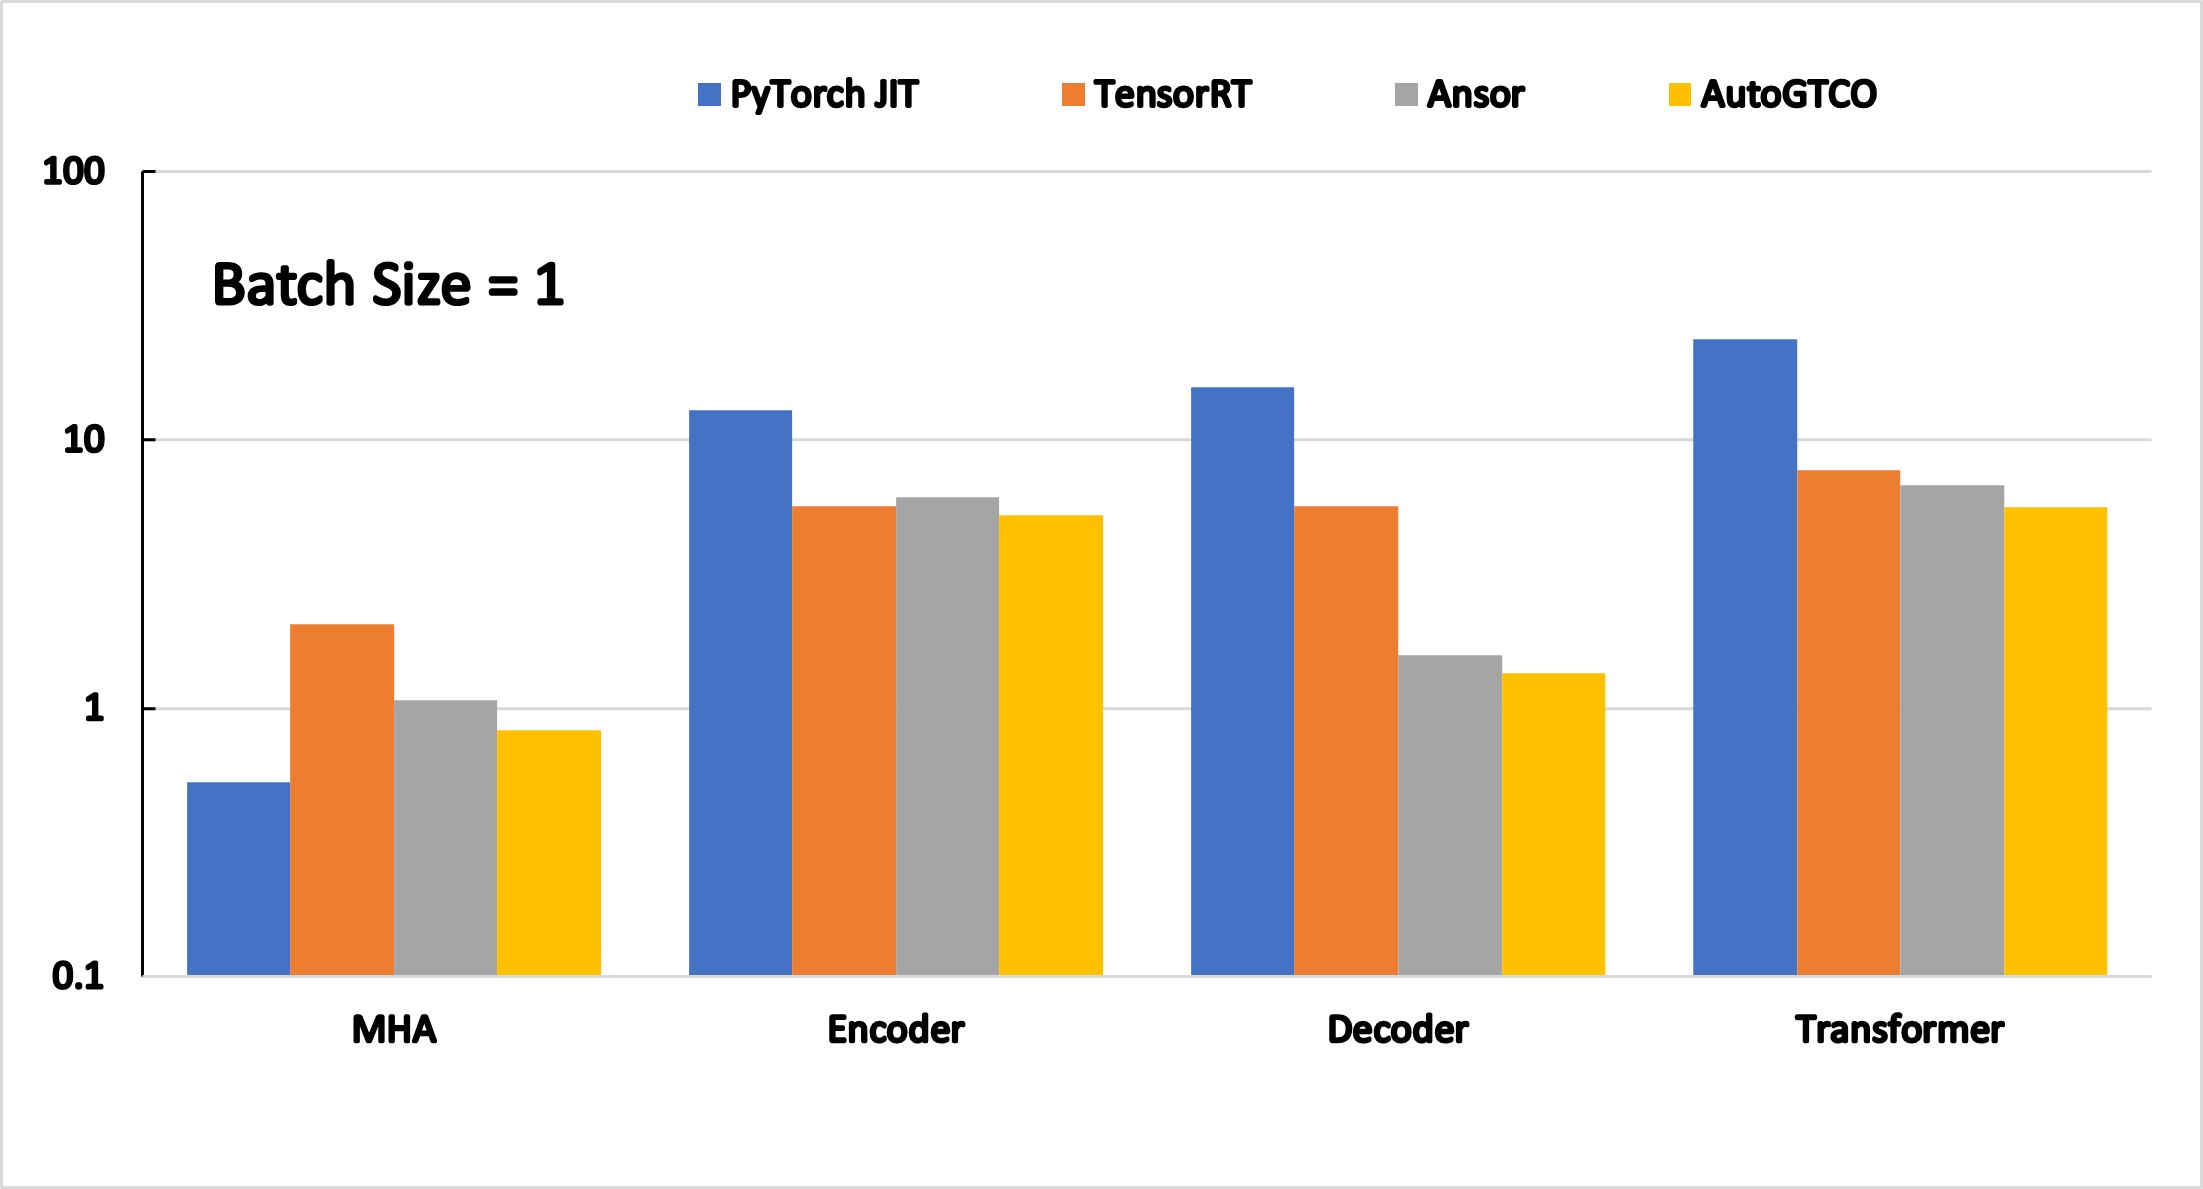 PyTorch JIT TensorRT Ansor AutoGTCO
100
Batch Size = 1
10
1
0.1
MHA Encoder Decoder Transformer